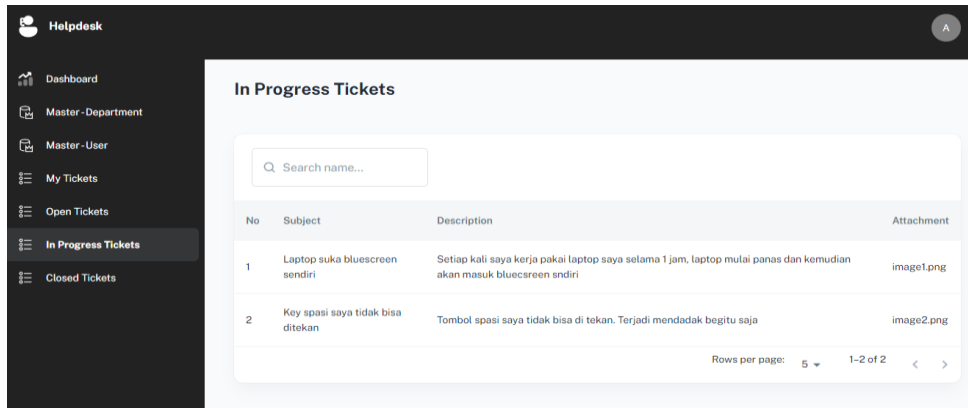 Helpdesk
A
Dashboard
Master - Department
Master - User
My Tickets
Open Tickets
In Progress Tickets
Closed Tickets
In Progress Tickets
Search name...
No Subject Description Attachment
1 Laptop suka bluescreen sendiri Setiap kali saya kerja pakai laptop saya selama 1 jam, laptop mulai panas dan kemudian akan masuk bluecsreen sndiri image1.png
2 Key spasi saya tidak bisa ditekan Tombol spasi saya tidak bisa di tekan. Terjadi mendadak begitu saja image2.png
Rows per page: 5 1–2 of 2